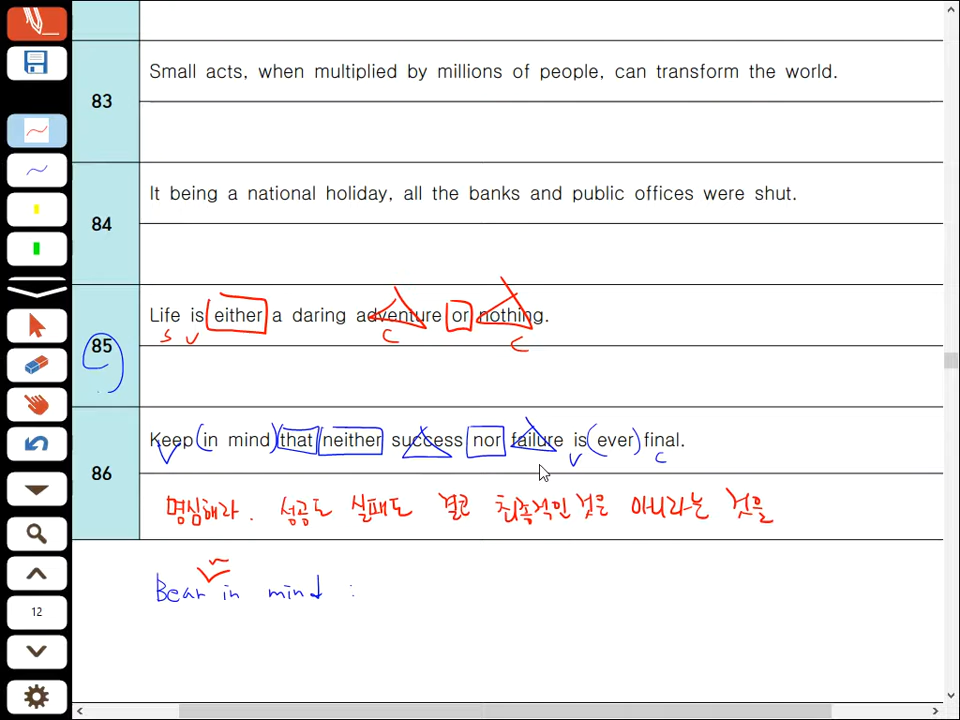 83
Small acts, when multiplied by millions of people, can transform the world.
84
It being a national holiday, all the banks and public offices were shut.
85
Life is either a daring adventure or nothing.
S V C C
86
Keep (in mind) that neither success nor failure is (ever) final.
V V C
명심해라. 성공도 실패도 결코 최종적인 것은 아니라는 것을
Bear in mind :
12